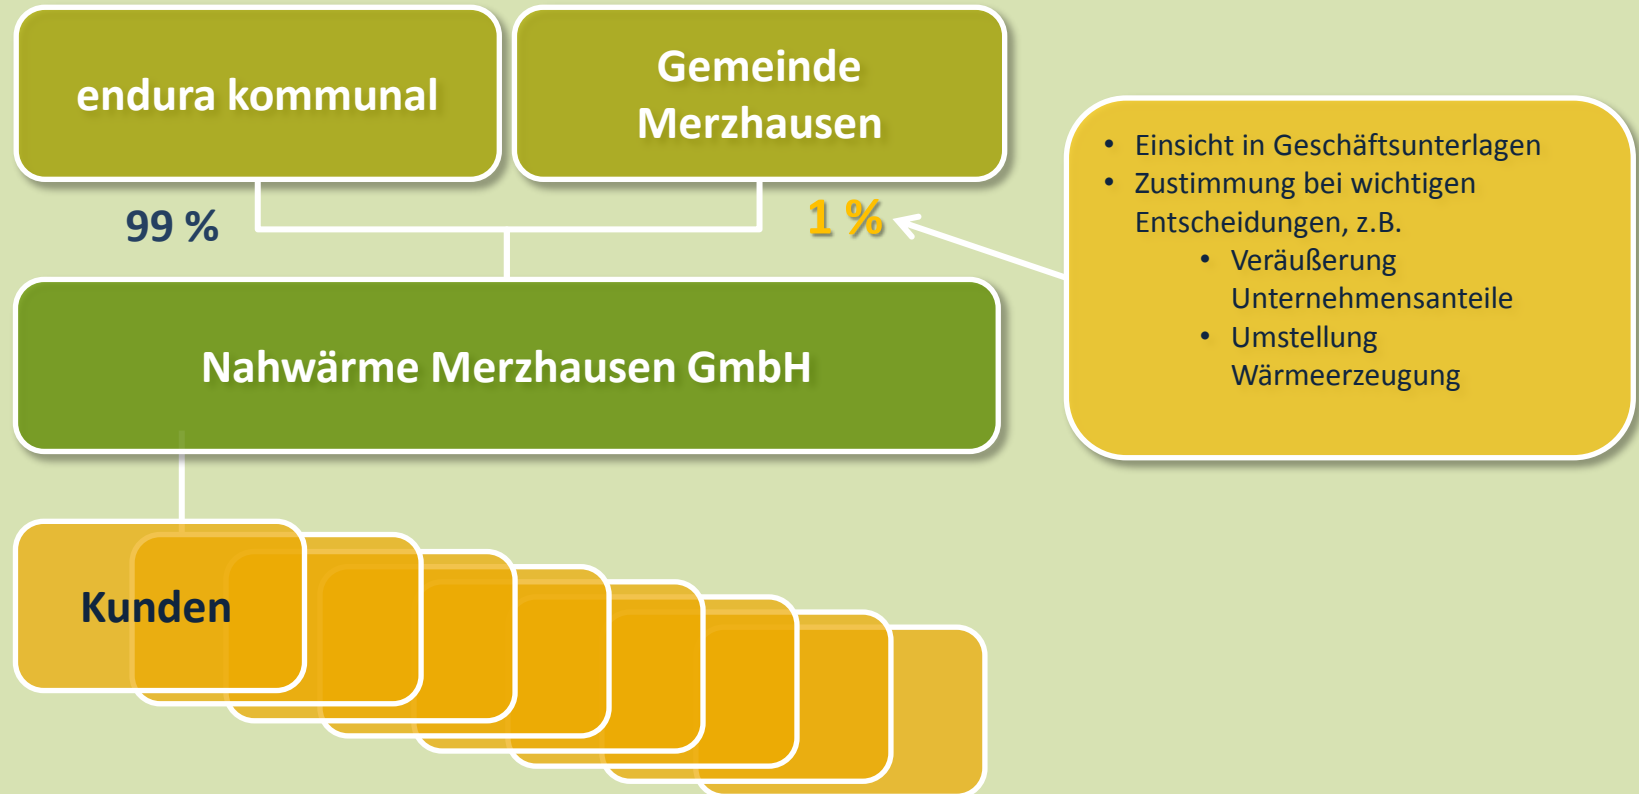 endura kommunal
Gemeinde
Merzhausen
99 %
1 %
• Einsicht in Geschäftsunterlagen
• Zustimmung bei wichtigen
Entscheidungen, z.B.
• Veräußerung
Unternehmensanteile
• Umstellung
Wärmeerzeugung
Nahwärme Merzhausen GmbH
Kunden